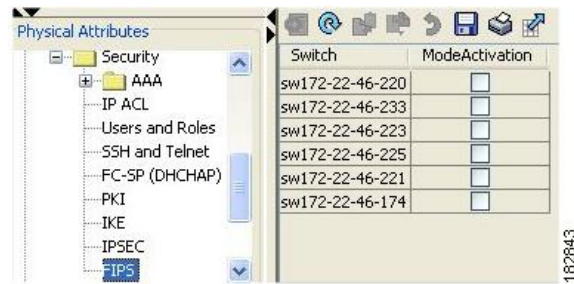 Physical Attributes
Security
AAA
IP ACL
Users and Roles
SSH and Telnet
FC-SP (DHCHAP)
PKI
IKE
IPSEC
FIPS
Switch ModeActivation
sw172-22-46-220
sw172-22-46-233
sw172-22-46-223
sw172-22-46-225
sw172-22-46-221
sw172-22-46-174
182843